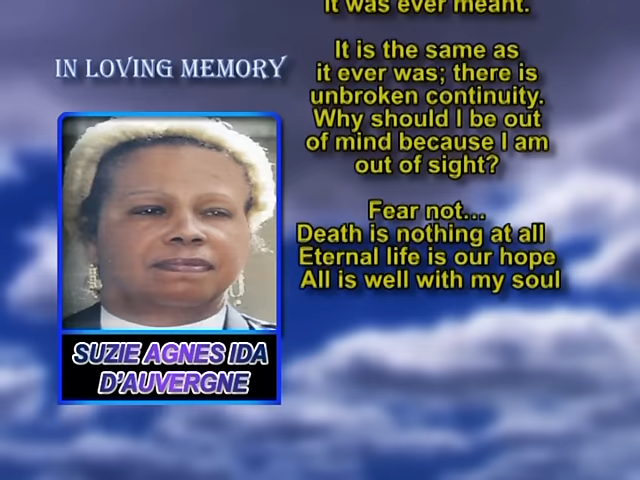 It was ever meant.
IN LOVING MEMORY
It is the same as
it ever was; there is
unbroken continuity.
Why should I be out
of mind because I am
out of sight?
Fear not...
Death is nothing at all
Eternal life is our hope
All is well with my soul
SUZIE AGNES IDA
D'AUVERGNE